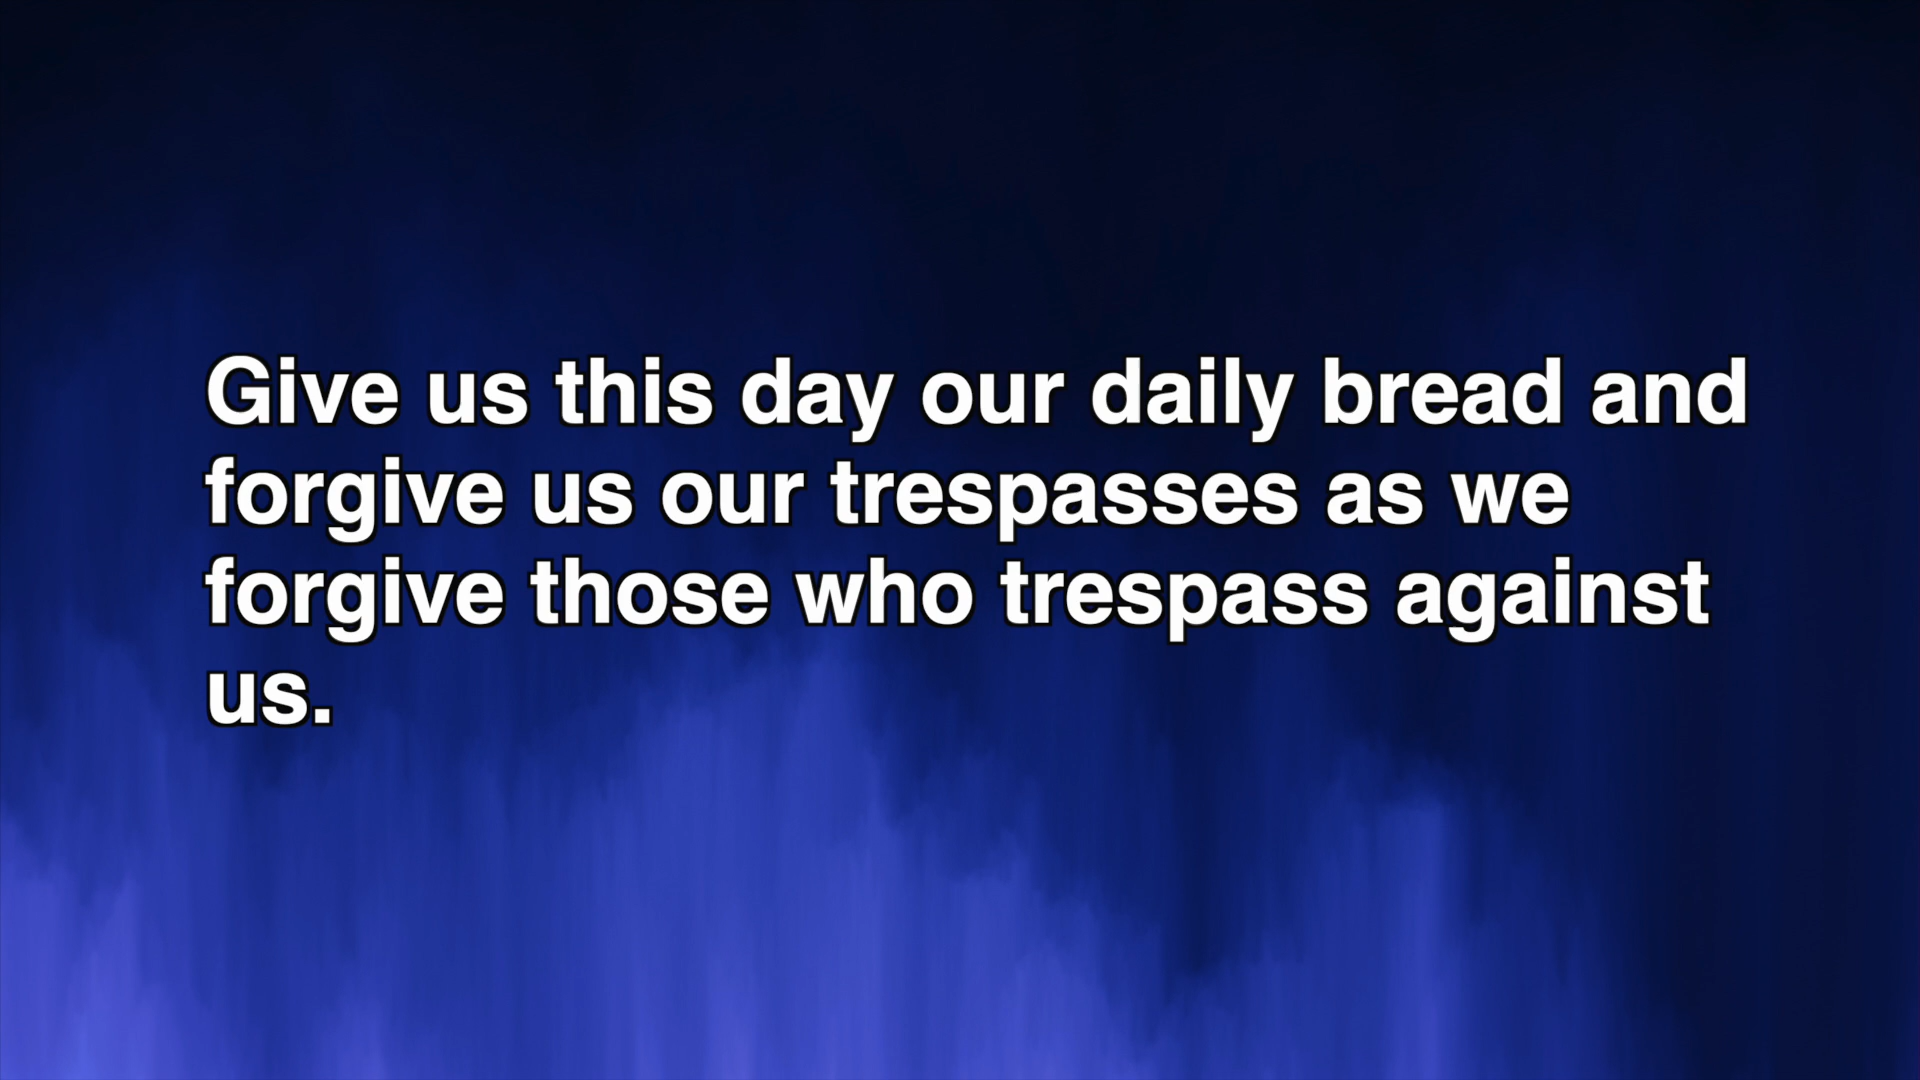 Give us this day our daily bread and
forgive us our trespasses as we
forgive those who trespass against
us.